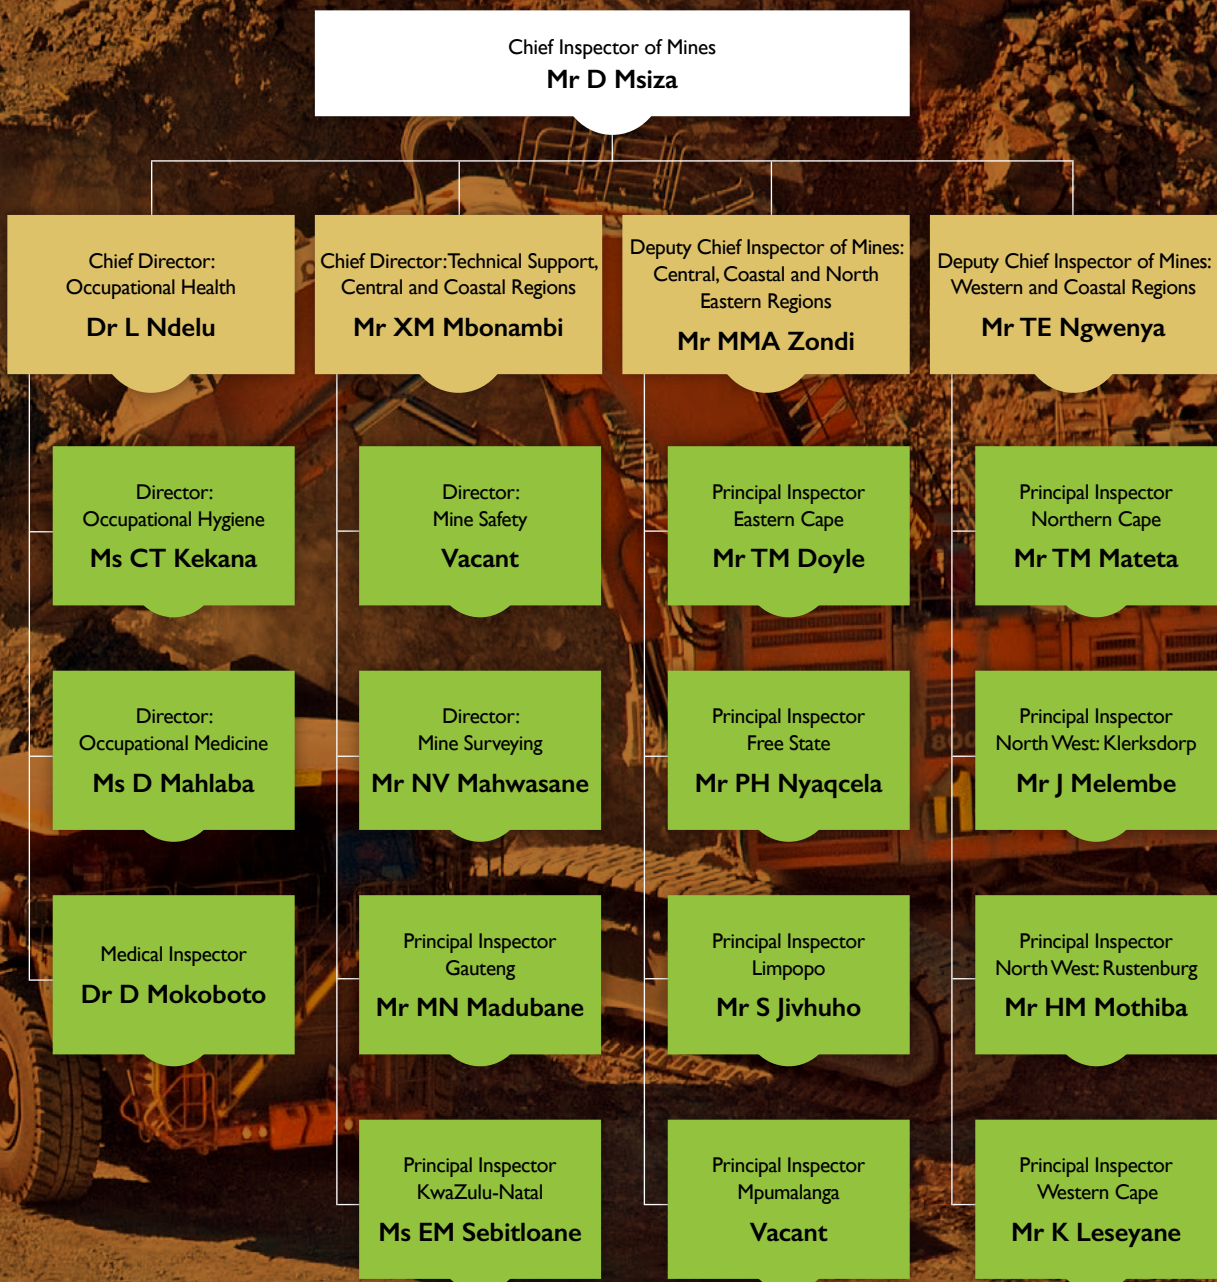 Chief Inspector of Mines
Mr D Msiza
Chief Director:
Occupational Health
Dr L Ndelu
Chief Director: Technical Support,
Central and Coastal Regions
Mr XM Mbonambi
Deputy Chief Inspector of Mines:
Central, Coastal and North
Eastern Regions
Mr MMA Zondi
Deputy Chief Inspector of Mines:
Western and Coastal Regions
Mr TE Ngwenya
Director:
Occupational Hygiene
Ms CT Kekana
Director:
Mine Safety
Vacant
Principal Inspector
Eastern Cape
Mr TM Doyle
Principal Inspector
Northern Cape
Mr TM Mateta
Director:
Occupational Medicine
Ms D Mahlaba
Director:
Mine Surveying
Mr NV Mahwasane
Principal Inspector
Free State
Mr PH Nyaqcela
Principal Inspector
North West: Klerksdorp
Mr J Melembe
Medical Inspector
Dr D Mokoboto
Principal Inspector
Gauteng
Mr MN Madubane
Principal Inspector
Limpopo
Mr S Jivhuho
Principal Inspector
North West: Rustenburg
Mr HM Mothiba
Principal Inspector
KwaZulu-Natal
Ms EM Sebitloane
Principal Inspector
Mpumalanga
Vacant
Principal Inspector
Western Cape
Mr K Leseyane